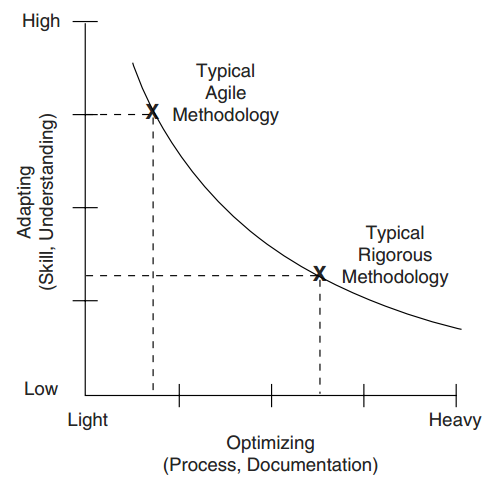 High
Typical
Agile
Methodology
X
Adapting
(Skill, Understanding)
Typical
Rigorous
Methodology
X
Low
Light
Heavy
Optimizing
(Process, Documentation)